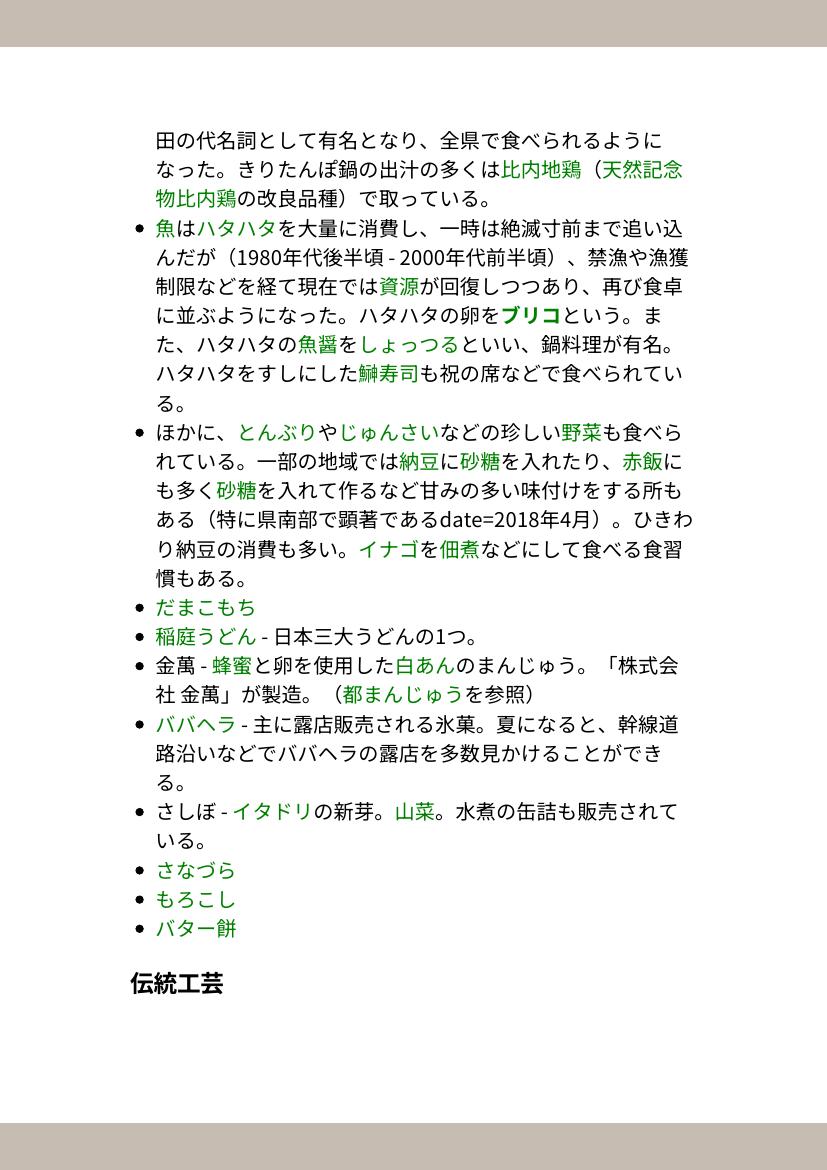 田の代名詞として有名となり、全県で食べられるように
なった。きりたんぽ鍋の出汁の多くは比内地鶏（天然記念
物比内鶏の改良品種）で取っている。
• 魚はハタハタを大量に消費し、一時は絶滅寸前まで追い込
んだが（1980年代後半頃 - 2000年代前半頃）、禁漁や漁獲
制限などを経て現在では資源が回復しつつあり、再び食卓
に並ぶようになった。ハタハタの卵をブリコという。ま
た、ハタハタの魚醤をしょっつるといい、鍋料理が有名。
ハタハタをすしにした鰰寿司も祝の席などで食べられてい
る。
• ほかに、とんぶりやじゅんさいなどの珍しい野菜も食べら
れている。一部の地域では納豆に砂糖を入れたり、赤飯に
も多く砂糖を入れて作るなど甘みの多い味付けをする所も
ある（特に県南部で顕著であるdate=2018年4月）。ひきわ
り納豆の消費も多い。イナゴを佃煮などにして食べる食習
慣もある。
• だまこもち
• 稲庭うどん - 日本三大うどんの1つ。
• 金萬 - 蜂蜜と卵を使用した白あんのまんじゅう。「株式会
社 金萬」が製造。（都まんじゅうを参照）
• ババヘラ - 主に露店販売される氷菓。夏になると、幹線道
路沿いなどでババヘラの露店を多数見かけることができ
る。
• さしぼ - イタドリの新芽。山菜。水煮の缶詰も販売されて
いる。
• さなづら
• もろこし
• バター餅
伝統工芸